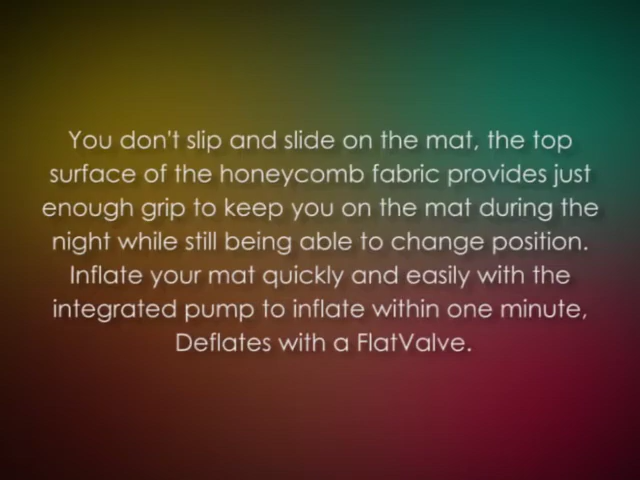 You don't slip and slide on the mat, the top
surface of the honeycomb fabric provides just
enough grip to keep you on the mat during the
night while still being able to change position.
Inflate your mat quickly and easily with the
integrated pump to inflate within one minute,
Deflates with a FlatValve.